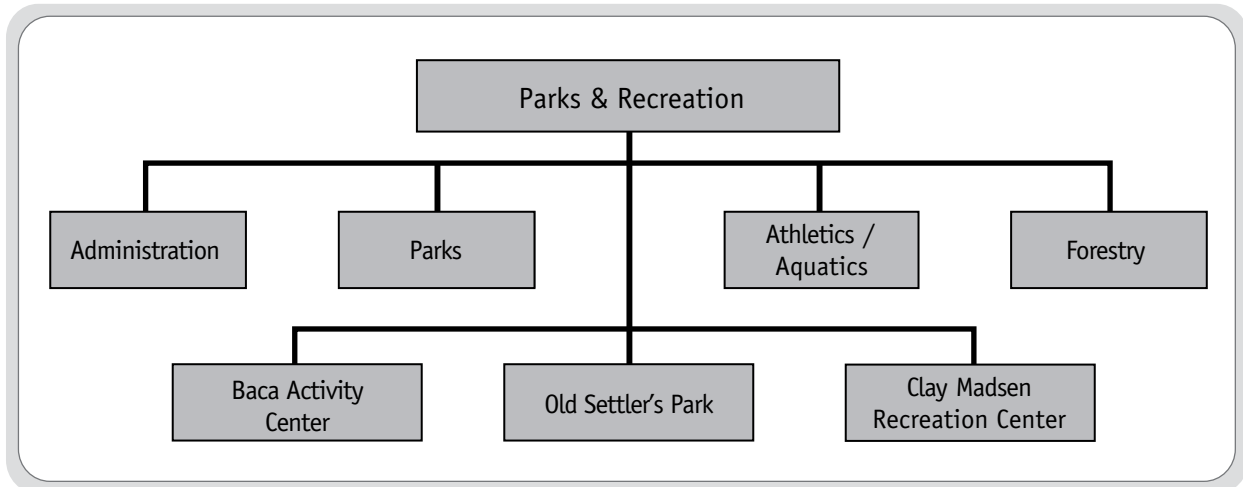 Parks & Recreation
Administration
Parks
Athletics /
Aquatics
Forestry
Baca Activity
Center
Old Settler's Park
Clay Madsen
Recreation Center